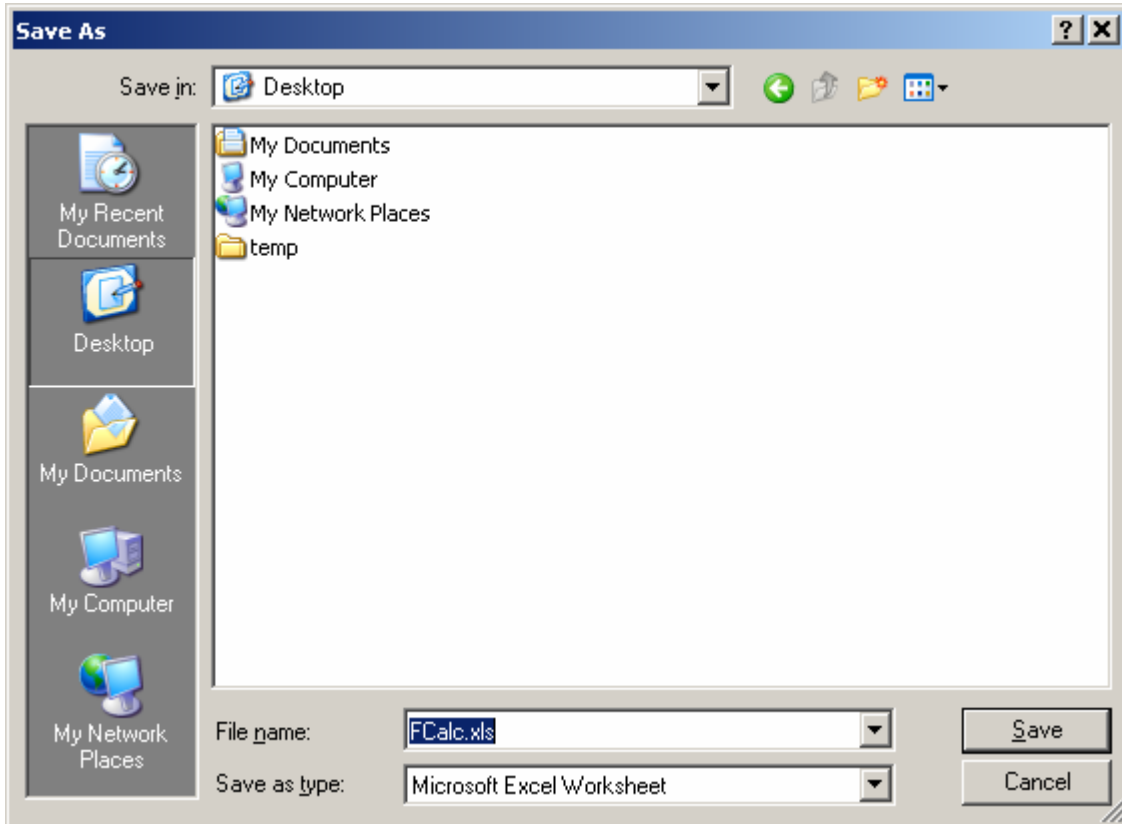 Save As
Save in:
Desktop
My Recent
Documents
Desktop
My Documents
My Computer
My Network
Places
My Documents
My Computer
My Network Places
temp
File name:
FCalc.xls
Save
Save as type:
Microsoft Excel Worksheet
Cancel